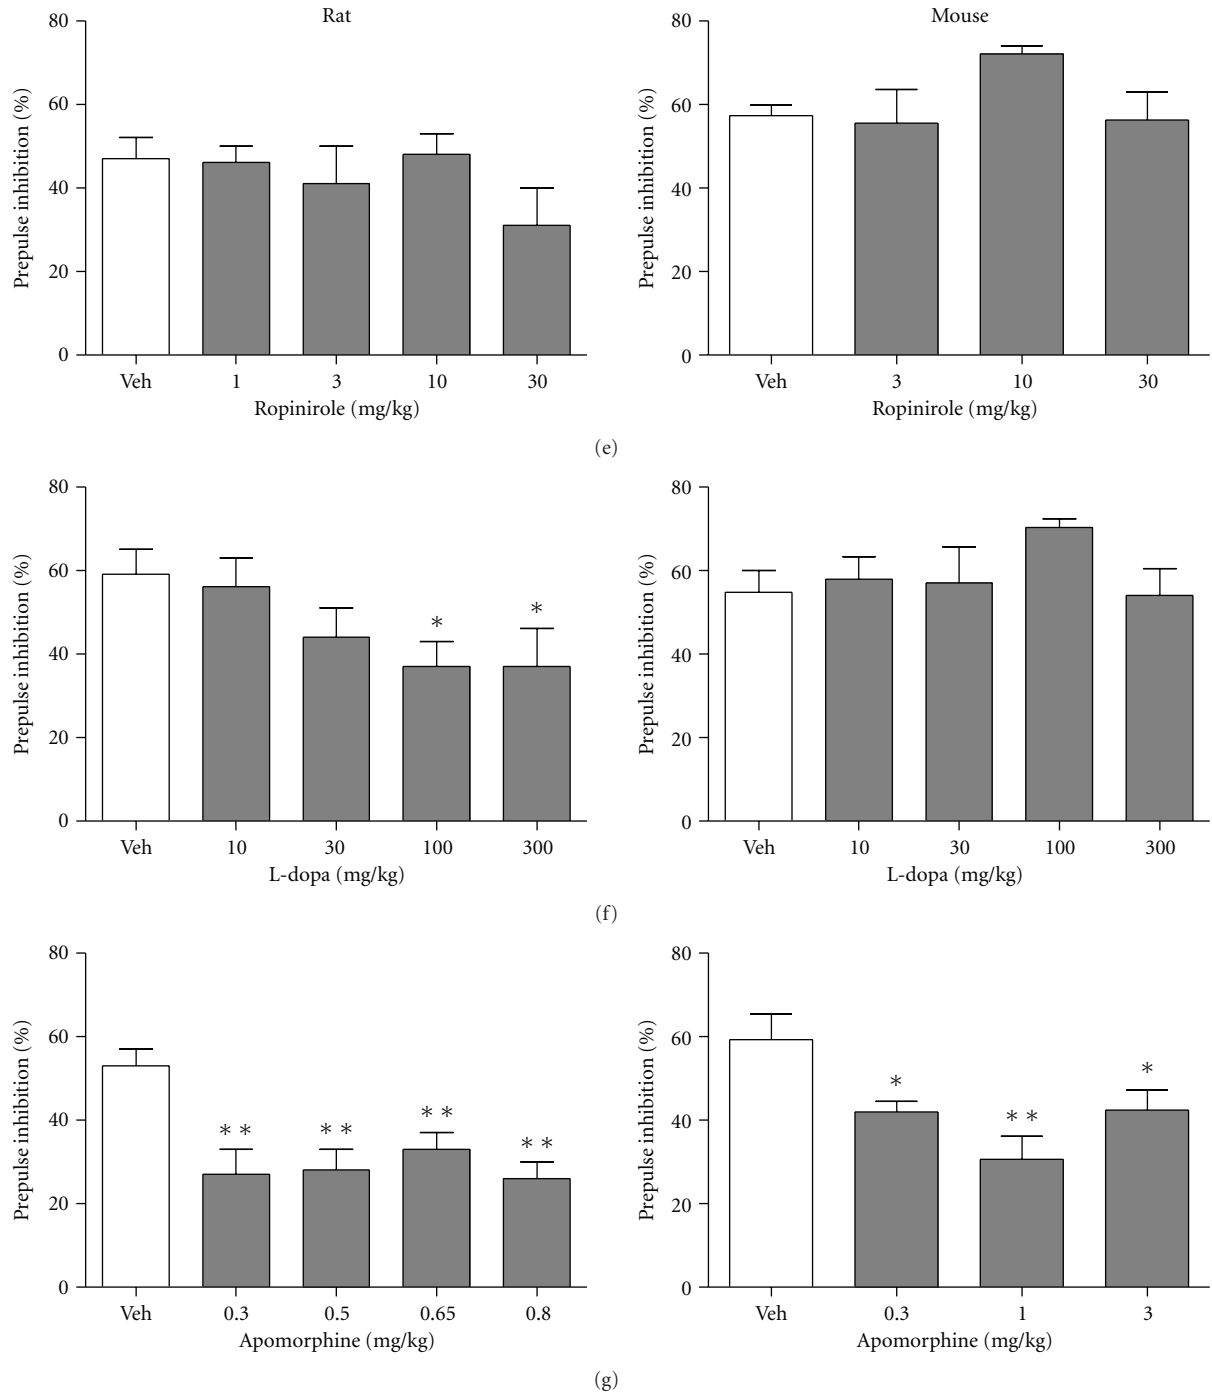 Rat
Mouse
Prepulse inhibition (%)
80
60
40
20
0
Veh 1 3 10 30
Ropinirole (mg/kg)
Prepulse inhibition (%)
80
60
40
20
0
Veh 3 10 30
Ropinirole (mg/kg)
(e)
Prepulse inhibition (%)
80
60
40
20
0
* *
Veh 10 30 100 300
L-dopa (mg/kg)
Prepulse inhibition (%)
80
60
40
20
0
Veh 10 30 100 300
L-dopa (mg/kg)
(f)
Prepulse inhibition (%)
80
60
40
20
0
** ** ** **
Veh 0.3 0.5 0.65 0.8
Apomorphine (mg/kg)
Prepulse inhibition (%)
80
60
40
20
0
* ** *
Veh 0.3 1 3
Apomorphine (mg/kg)
(g)